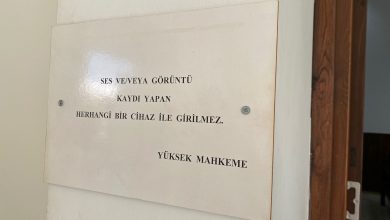 SES VE/VEYA GÖRÜNTÜ
KAYDI YAPAN
HERHANGİ BİR CİHAZ İLE GİRİLMEZ.
YÜKSEK MAHKEME